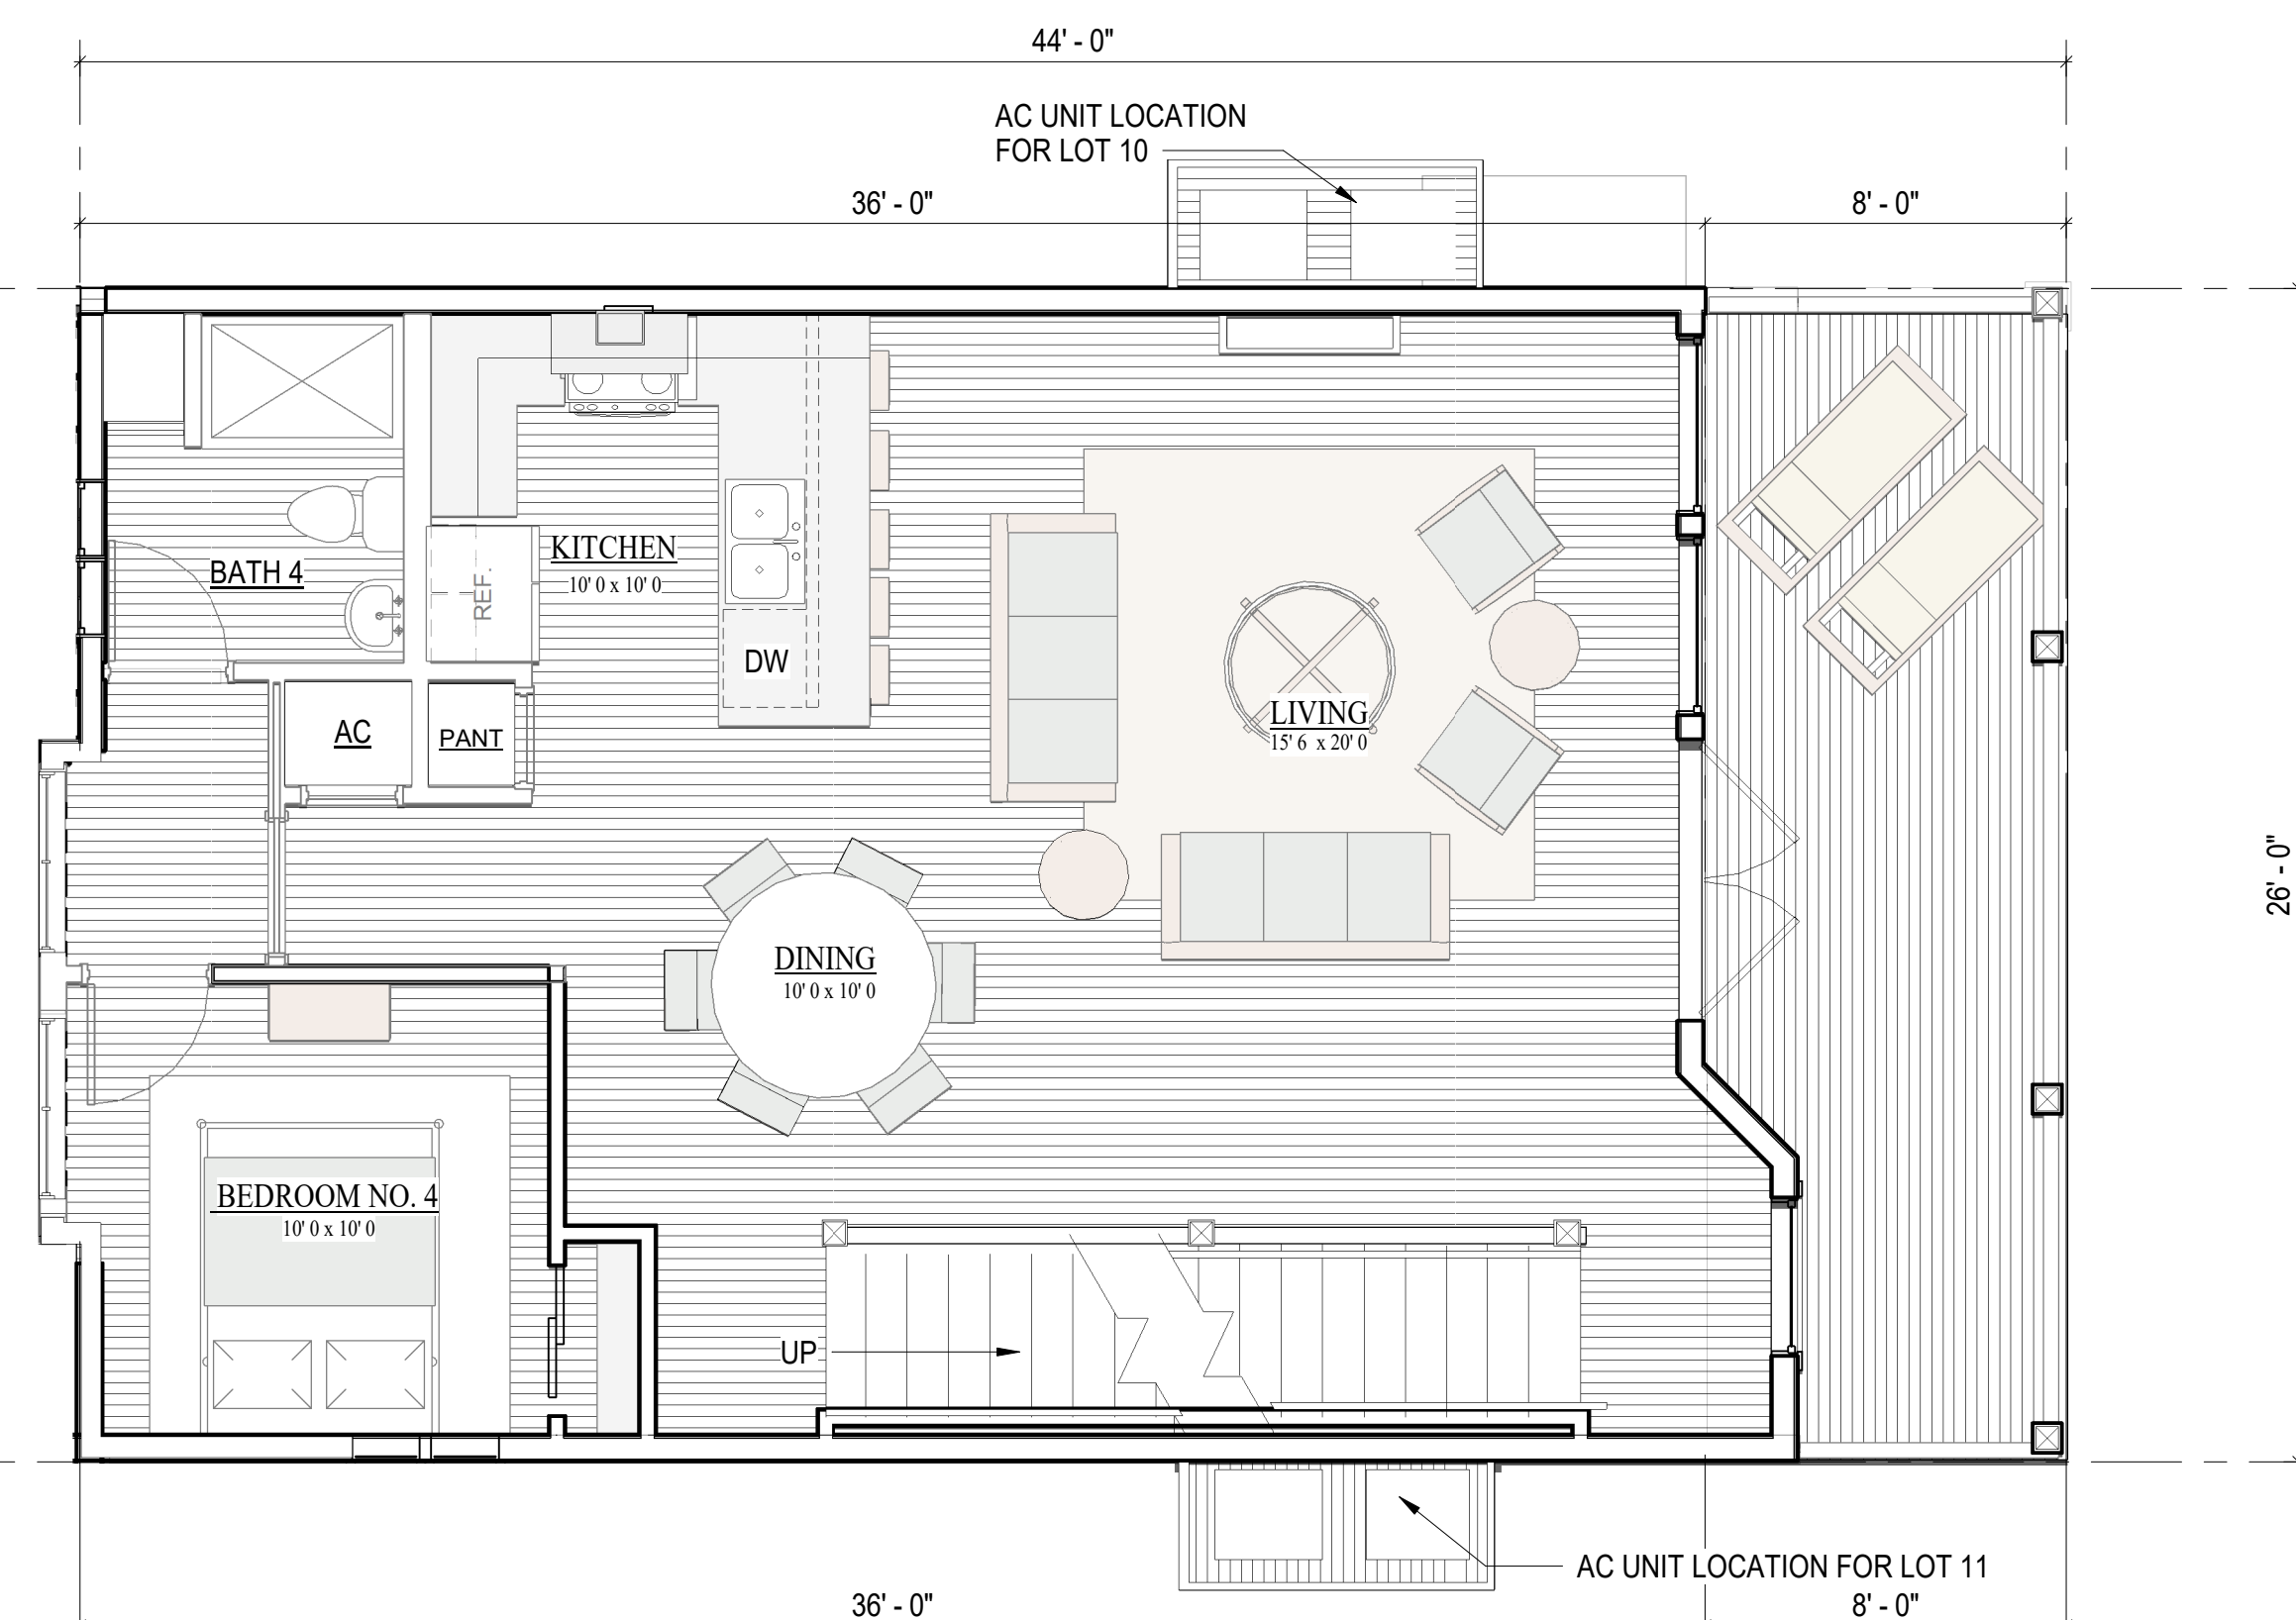 44' - 0"
AC UNIT LOCATION
FOR LOT 10
36' - 0"
8' - 0"
KITCHEN
10' 0 x 10' 0
BATH 4
REF.
DW
AC
PANT
LIVING
15' 6 x 20' 0
26' - 0"
DINING
10' 0 x 10' 0
BEDROOM NO. 4
10' 0 x 10' 0
UP
AC UNIT LOCATION FOR LOT 11
36' - 0"
8' - 0"